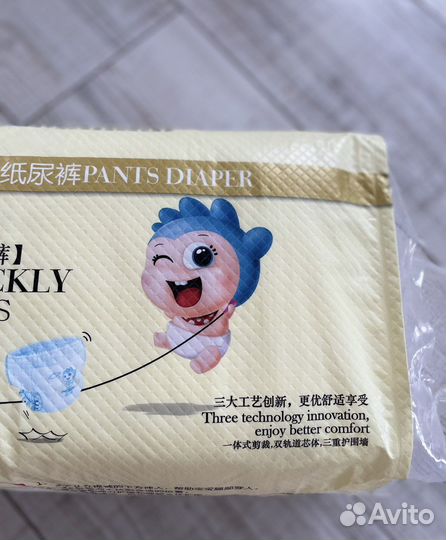 纸尿裤PANTS DIAPER
裤】
CKLY
S
三大工艺创新，更优舒适享受
Three technology innovation,
enjoy better comfort
一体式剪裁,双轨道芯体,三重护围墙
Avito